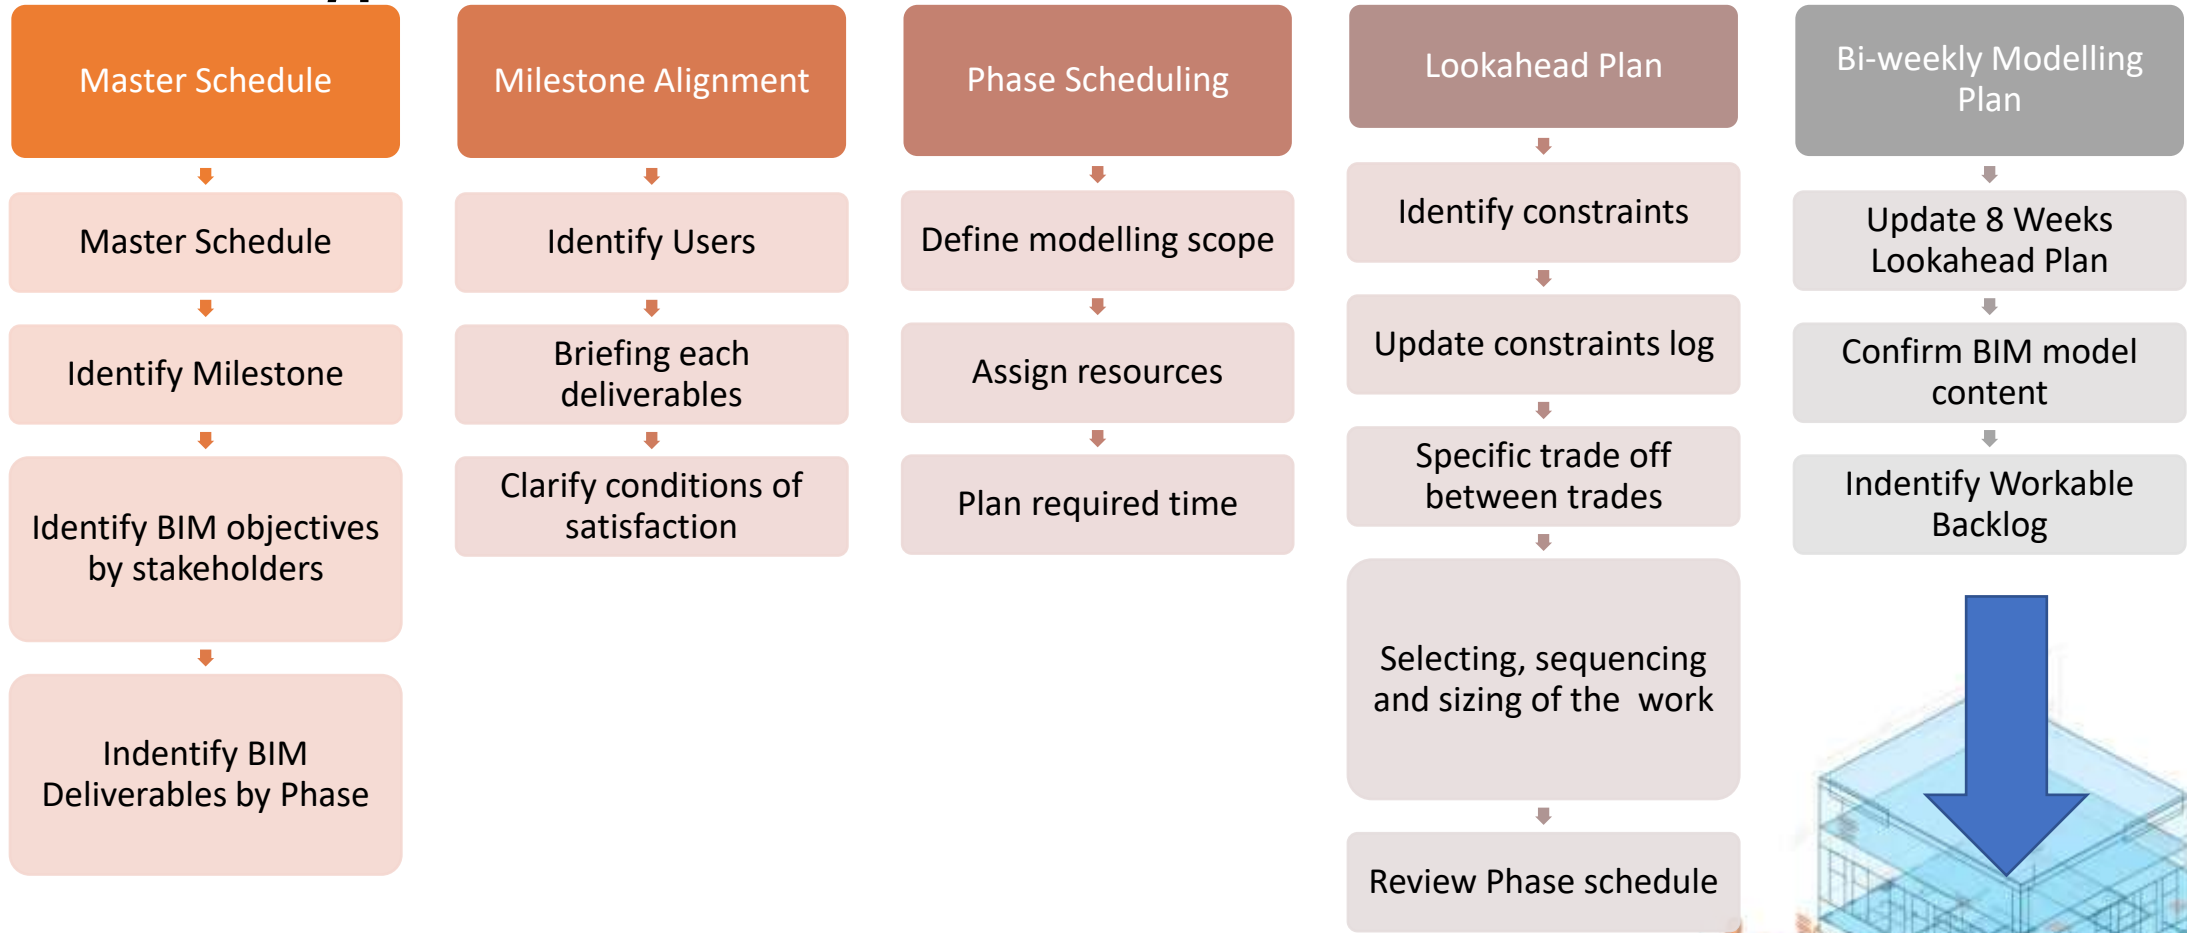 Master Schedule
Master Schedule
Identify Milestone
Identify BIM objectives
by stakeholders
Indentify BIM
Deliverables by Phase
Milestone Alignment
Identify Users
Briefing each
deliverables
Clarify conditions of
satisfaction
Phase Scheduling
Define modelling scope
Assign resources
Plan required time
Lookahead Plan
Identify constraints
Update constraints log
Specific trade off
between trades
Selecting, sequencing
and sizing of the  work
Review Phase schedule
Bi-weekly Modelling
Plan
Update 8 Weeks
Lookahead Plan
Confirm BIM model
content
Indentify Workable
Backlog